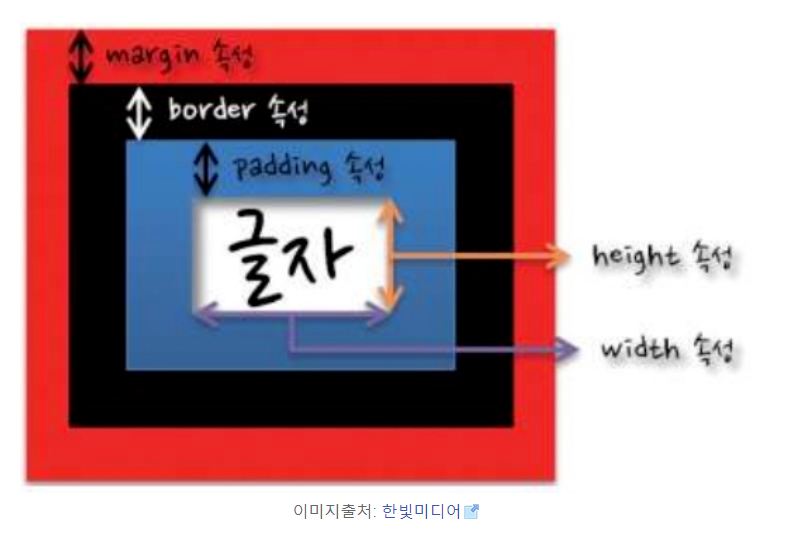 margin 속성
border 속성
padding 속성
글자
height 속성
width 속성
이미지출처: 한빛미디어